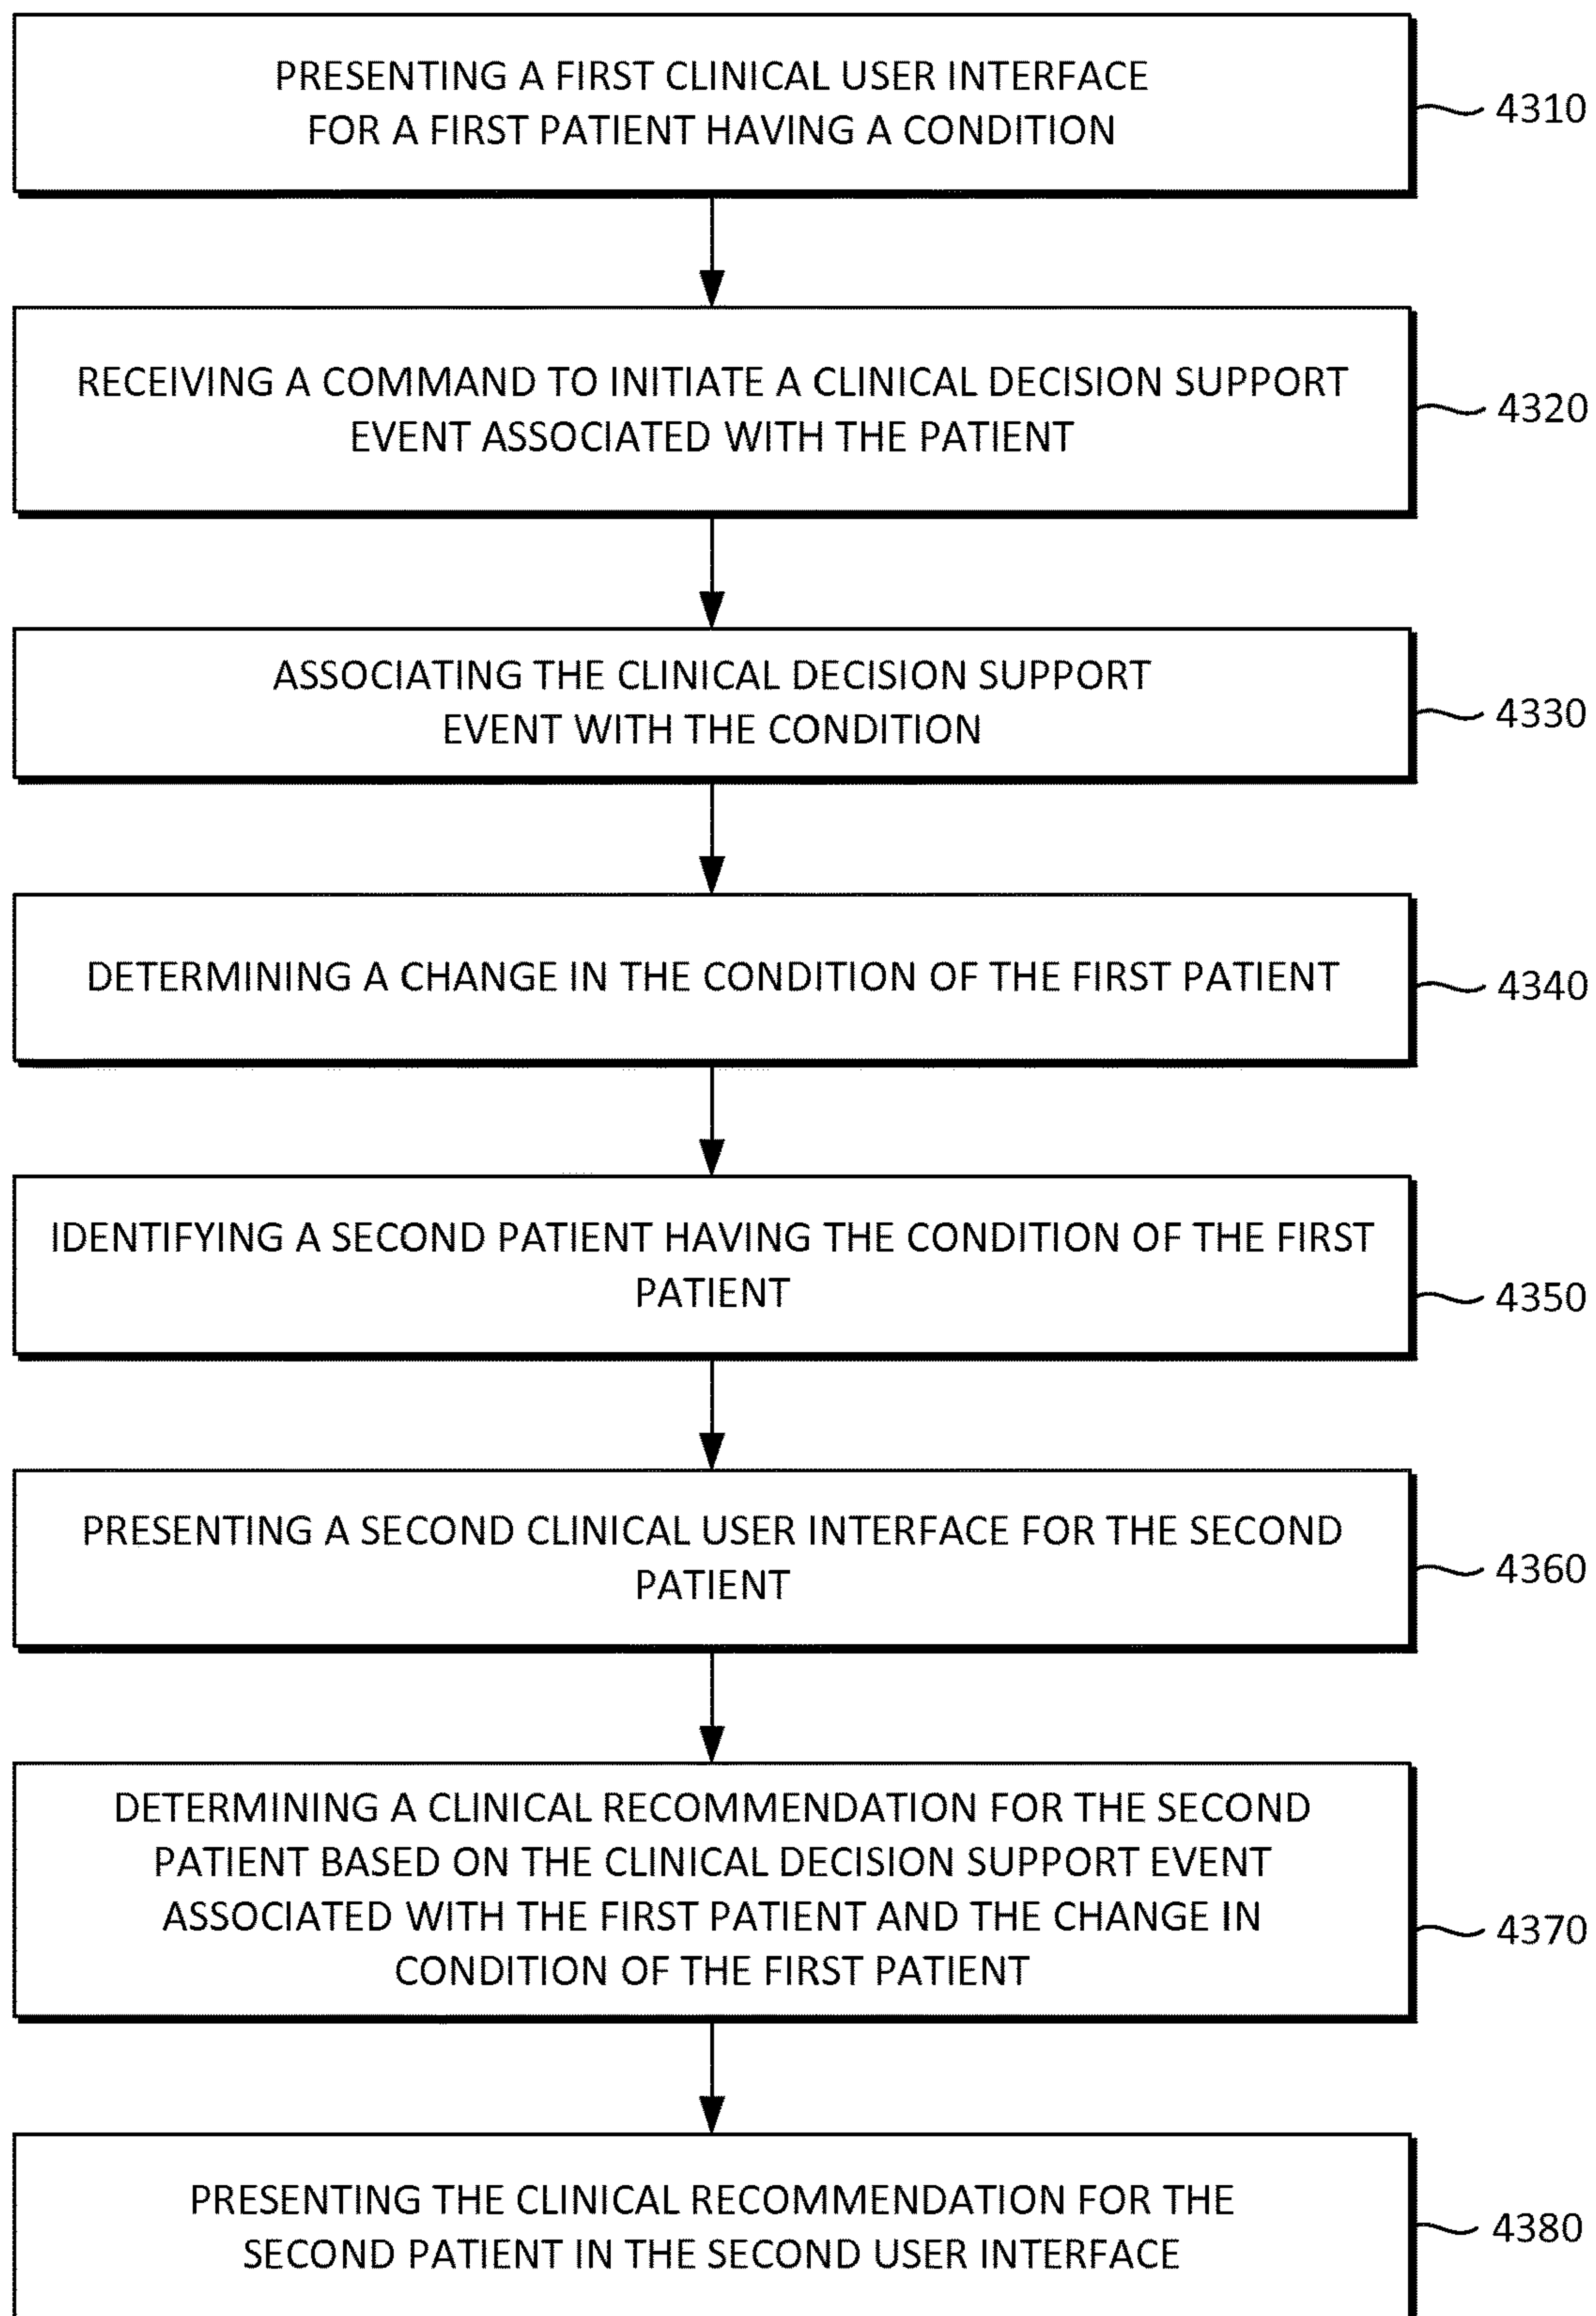 PRESENTING A FIRST CLINICAL USER INTERFACE
FOR A FIRST PATIENT HAVING A CONDITION
4310
RECEIVING A COMMAND TO INITIATE A CLINICAL DECISION SUPPORT
EVENT ASSOCIATED WITH THE PATIENT
4320
ASSOCIATING THE CLINICAL DECISION SUPPORT
EVENT WITH THE CONDITION
4330
DETERMINING A CHANGE IN THE CONDITION OF THE FIRST PATIENT
4340
IDENTIFYING A SECOND PATIENT HAVING THE CONDITION OF THE FIRST
PATIENT
4350
PRESENTING A SECOND CLINICAL USER INTERFACE FOR THE SECOND
PATIENT
4360
DETERMINING A CLINICAL RECOMMENDATION FOR THE SECOND
PATIENT BASED ON THE CLINICAL DECISION SUPPORT EVENT
ASSOCIATED WITH THE FIRST PATIENT AND THE CHANGE IN
CONDITION OF THE FIRST PATIENT
4370
PRESENTING THE CLINICAL RECOMMENDATION FOR THE
SECOND PATIENT IN THE SECOND USER INTERFACE
4380